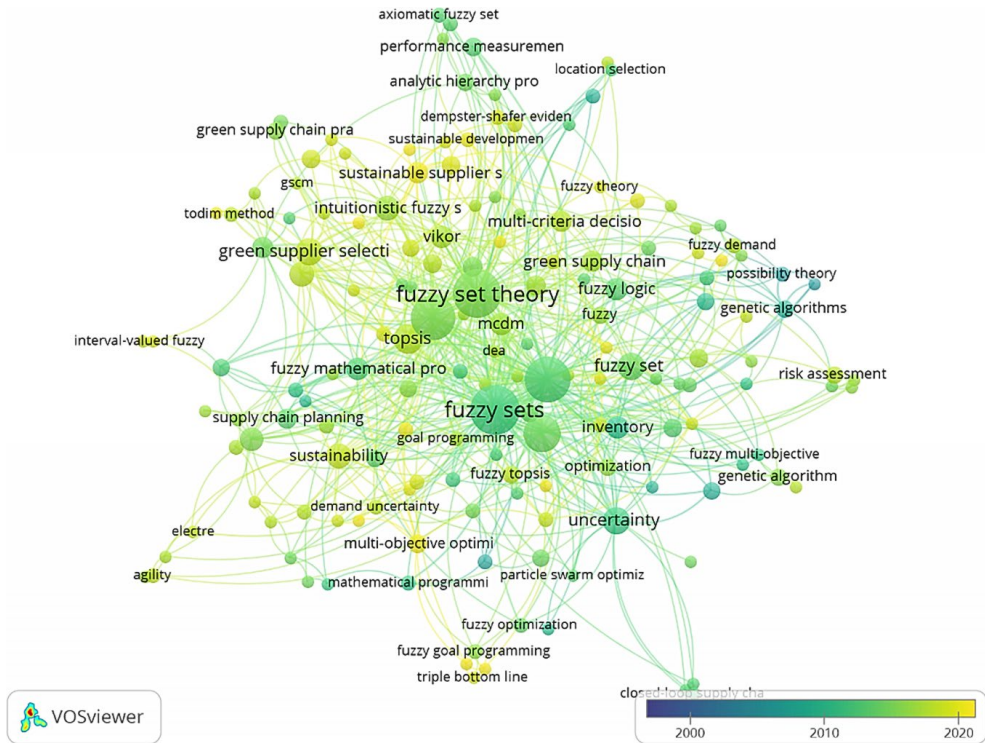 axiomatic fuzzy set
performance measuremen
location selection
analytic hierarchy pro
dempster-shafer eviden
green supply chain pra
sustainable developmen
sustainable supplier s
gscm
fuzzy theory
todim method
intuitionistic fuzzy s
multi-criteria decisio
vikor
green supplier selecti
green supply chain
fuzzy demand
possibility theory
fuzzy set theory
fuzzy logic
genetic algorithms
mcdm
fuzzy
interval-valued fuzzy
topsis
dea
fuzzy mathematical pro
fuzzy set
risk assessment
fuzzy sets
supply chain planning
inventory
goal programming
sustainability
fuzzy multi-objective
fuzzy topsis
optimization
genetic algorithm
demand uncertainty
uncertainty
electre
multi-objective optimi
agility
mathematical programmi
particle swarm optimiz
fuzzy optimization
fuzzy goal programming
triple bottom line
closed-loop supply cha
VOSviewer
2000
2010
2020